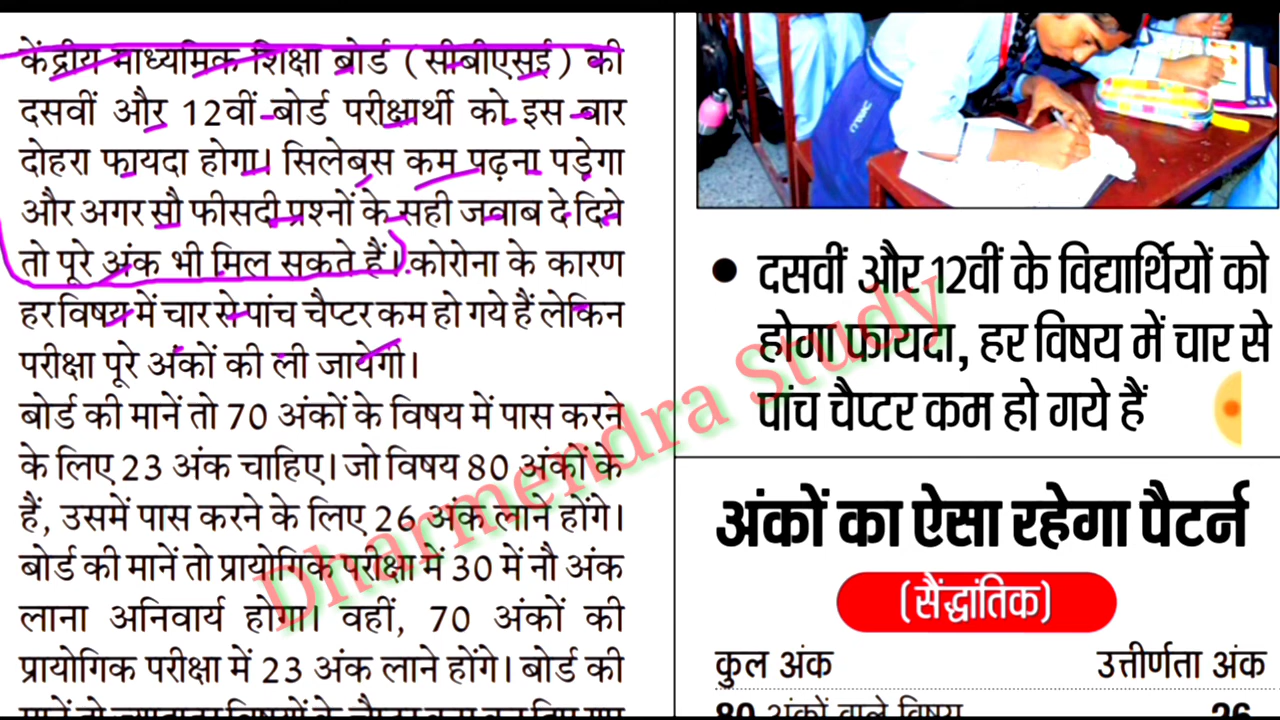 केंद्रीय माध्यमिक शिक्षा बोर्ड (सीबीएसई) की
दसवीं और 12वीं बोर्ड परीक्षार्थी को इस बार
दोहरा फायदा होगा। सिलेबस कम पढ़ना पड़ेगा
और अगर सौ फीसदी प्रश्नों के सही जवाब दे दिये
तो पूरे अंक भी मिल सकते हैं। कोरोना के कारण
हर विषय में चार से पांच चैप्टर कम हो गये हैं लेकिन
परीक्षा पूरे अंकों की ली जायेगी।
बोर्ड की मानें तो 70 अंकों के विषय में पास करने
के लिए 23 अंक चाहिए। जो विषय 80 अंकों के
हैं, उसमें पास करने के लिए 26 अंक लाने होंगे।
बोर्ड की मानें तो प्रायोगिक परीक्षा में 30 में नौ अंक
लाना अनिवार्य होगा। वहीं, 70 अंकों की
प्रायोगिक परीक्षा में 23 अंक लाने होंगे। बोर्ड की
● दसवीं और 12वीं के विद्यार्थियों को
होगा फायदा, हर विषय में चार से
पांच चैप्टर कम हो गये हैं
अंकों का ऐसा रहेगा पैटर्न
(सैंद्धांतिक)
कुल अंक उत्तीर्णता अंक
80 अंकों वाले विषय 26
Dharmendra Study